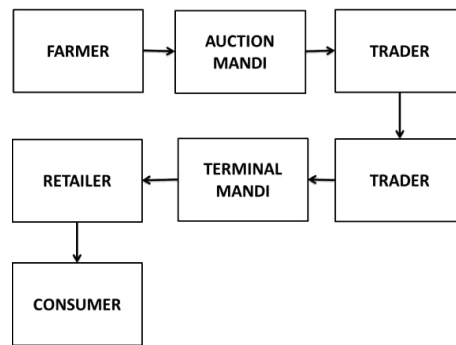 FARMER
AUCTION
MANDI
TRADER
TRADER
TERMINAL
MANDI
RETAILER
CONSUMER